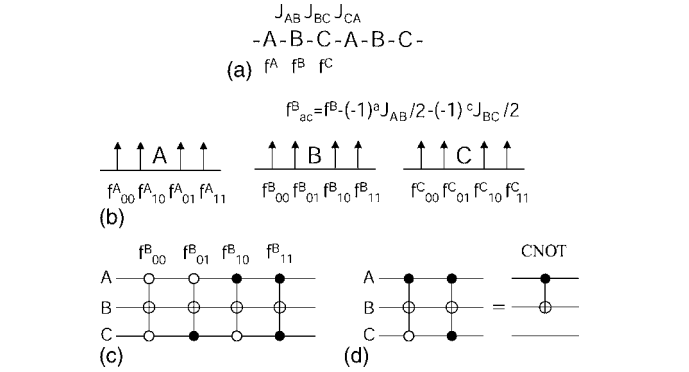 J_AB J_BC J_CA
-A-B-C-A-B-C-
(a) f^A f^B f^C
f^B_ac=f^B-(-1)^a J_AB/2-(-1)^c J_BC/2
A B C
f^A_00 f^A_10 f^A_01 f^A_11 f^B_00 f^B_01 f^B_10 f^B_11 f^C_00 f^C_01 f^C_10 f^C_11
(b)
f^B_00 f^B_01 f^B_10 f^B_11 CNOT
A A
B B =
C C
(c) (d)